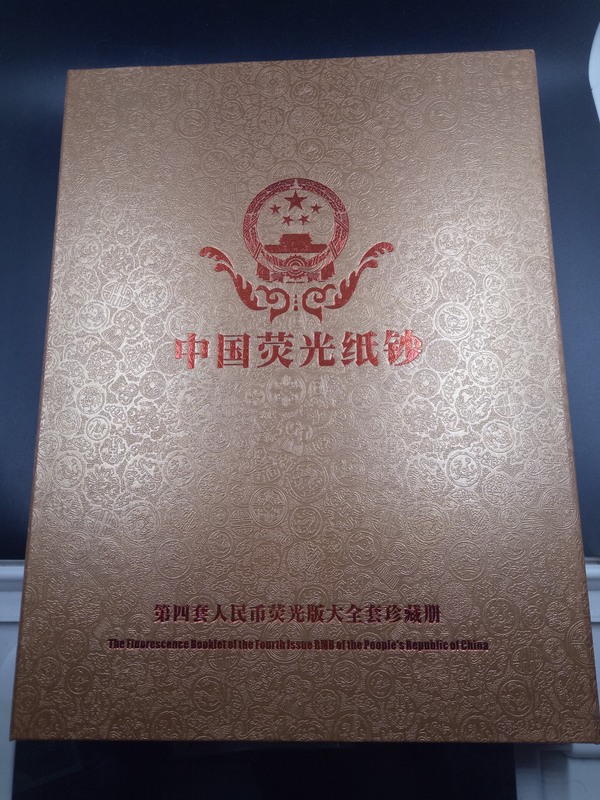 中国荧光纸钞
第四套人民币荧光版大全套珍藏册
The Fluorescence Booklet of the Fourth Issue RMB of the People's Republic of China